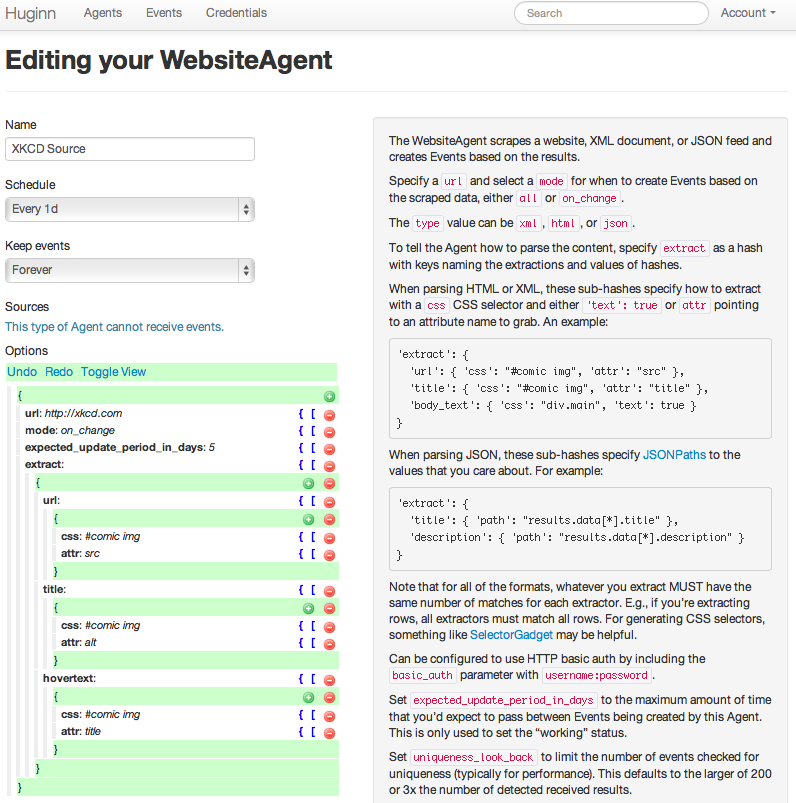 Huginn Agents Events Credentials Search Account
Editing your WebsiteAgent
Name
XKCD Source
Schedule
Every 1d
Keep events
Forever
Sources
This type of Agent cannot receive events.
Options
Undo Redo Toggle View
{
url: http://xkcd.com { [
mode: on_change { [
expected_update_period_in_days: 5 { [
extract: { [
{
url: { [
{
css: #comic img { [
attr: src { [
}
title: { [
{
css: #comic img { [
attr: alt { [
}
hovertext: { [
{
css: #comic img { [
attr: title { [
}
}
}
The WebsiteAgent scrapes a website, XML document, or JSON feed and
creates Events based on the results.
Specify a url and select a mode for when to create Events based on
the scraped data, either all or on_change.
The type value can be xml, html, or json.
To tell the Agent how to parse the content, specify extract as a hash
with keys naming the extractions and values of hashes.
When parsing HTML or XML, these sub-hashes specify how to extract
with a css CSS selector and either 'text': true or attr pointing
to an attribute name to grab. An example:
'extract': {
'url': { 'css': "#comic img", 'attr': "src" },
'title': { 'css': "#comic img", 'attr': "title" },
'body_text': { 'css': "div.main", 'text': true }
}
When parsing JSON, these sub-hashes specify JSONPaths to the
values that you care about. For example:
'extract': {
'title': { 'path': "results.data[*].title" },
'description': { 'path': "results.data[*].description" }
}
Note that for all of the formats, whatever you extract MUST have the
same number of matches for each extractor. E.g., if you're extracting
rows, all extractors must match all rows. For generating CSS selectors,
something like SelectorGadget may be helpful.
Can be configured to use HTTP basic auth by including the
basic_auth parameter with username:password.
Set expected_update_period_in_days to the maximum amount of time
that you'd expect to pass between Events being created by this Agent.
This is only used to set the “working” status.
Set uniqueness_look_back to limit the number of events checked for
uniqueness (typically for performance). This defaults to the larger of 200
or 3x the number of detected received results.